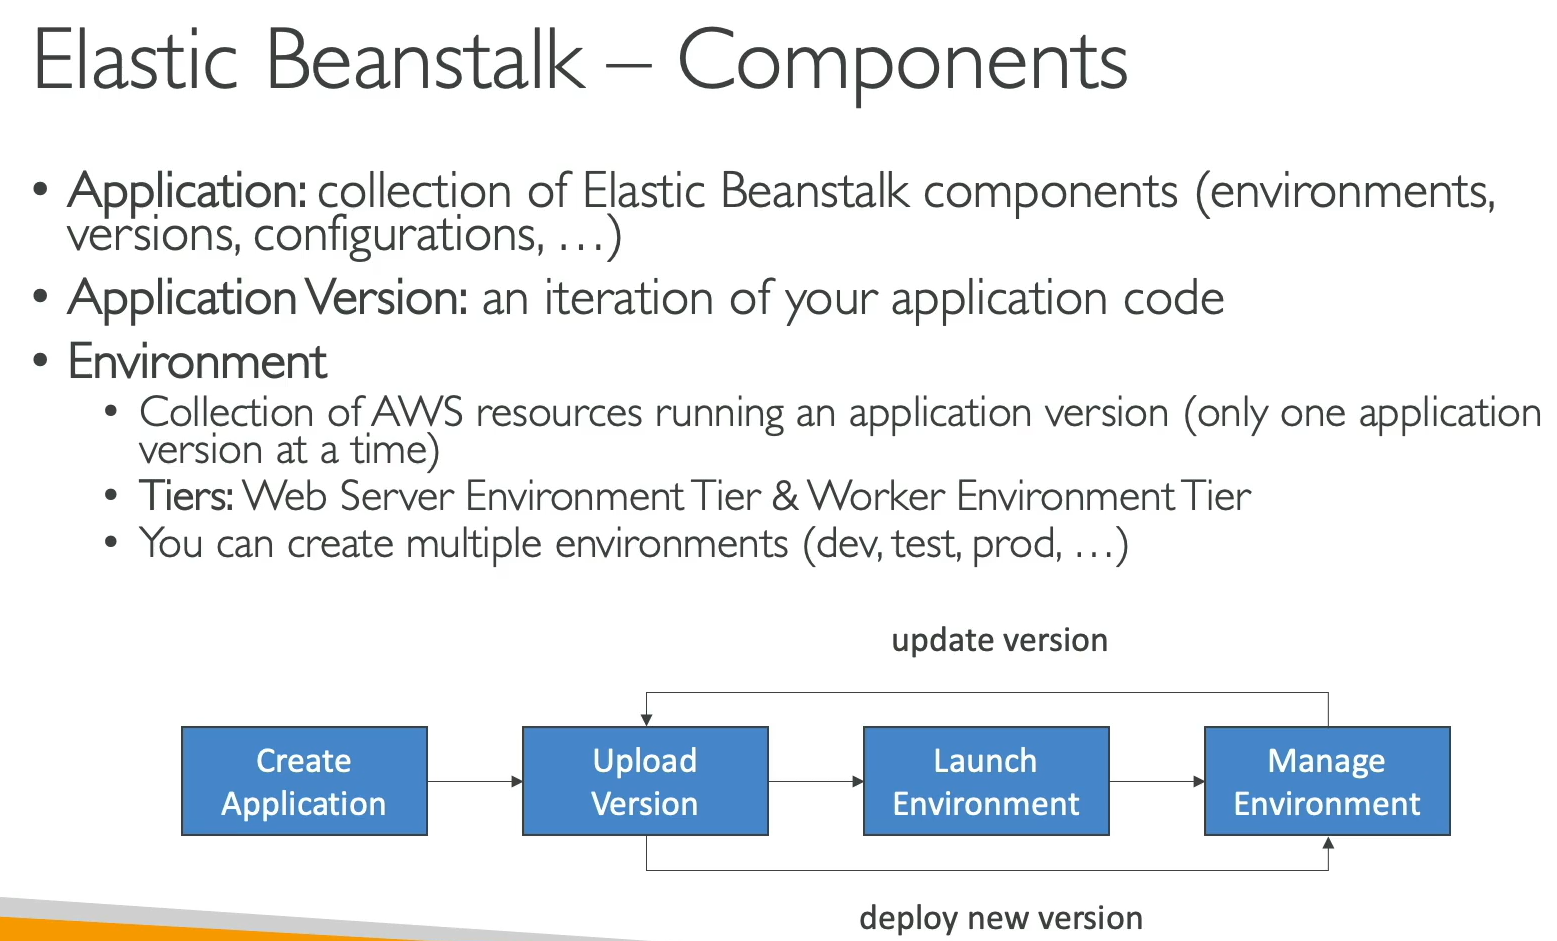 Elastic Beanstalk – Components
• Application: collection of Elastic Beanstalk components (environments,
versions, configurations, …)
• Application Version: an iteration of your application code
• Environment
• Collection of AWS resources running an application version (only one application
version at a time)
• Tiers: Web Server Environment Tier & Worker Environment Tier
• You can create multiple environments (dev, test, prod, …)
update version
Create
Application
Upload
Version
Launch
Environment
Manage
Environment
deploy new version